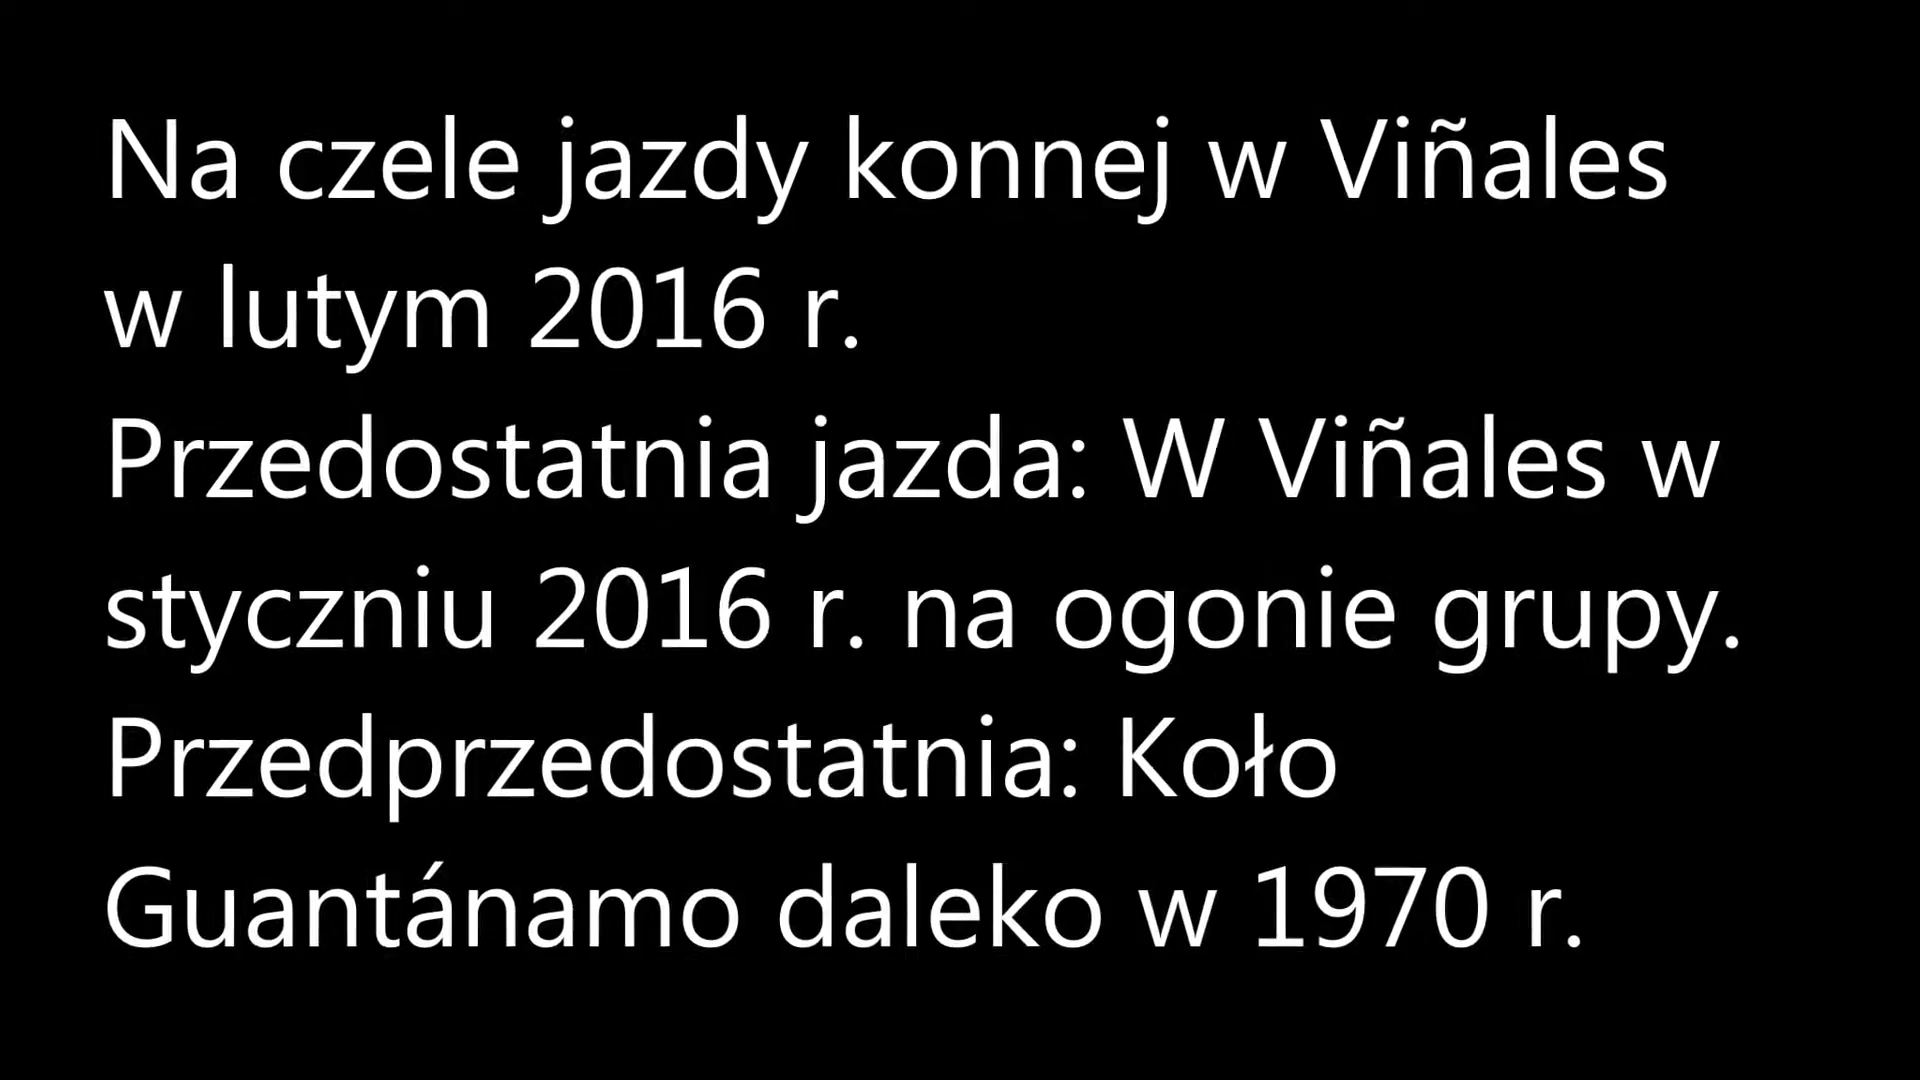 Na czele jazdy konnej w Viñales
w lutym 2016 r.
Przedostatnia jazda: W Viñales w
styczniu 2016 r. na ogonie grupy.
Przedprzedostatnia: Koło
Guantánamo daleko w 1970 r.